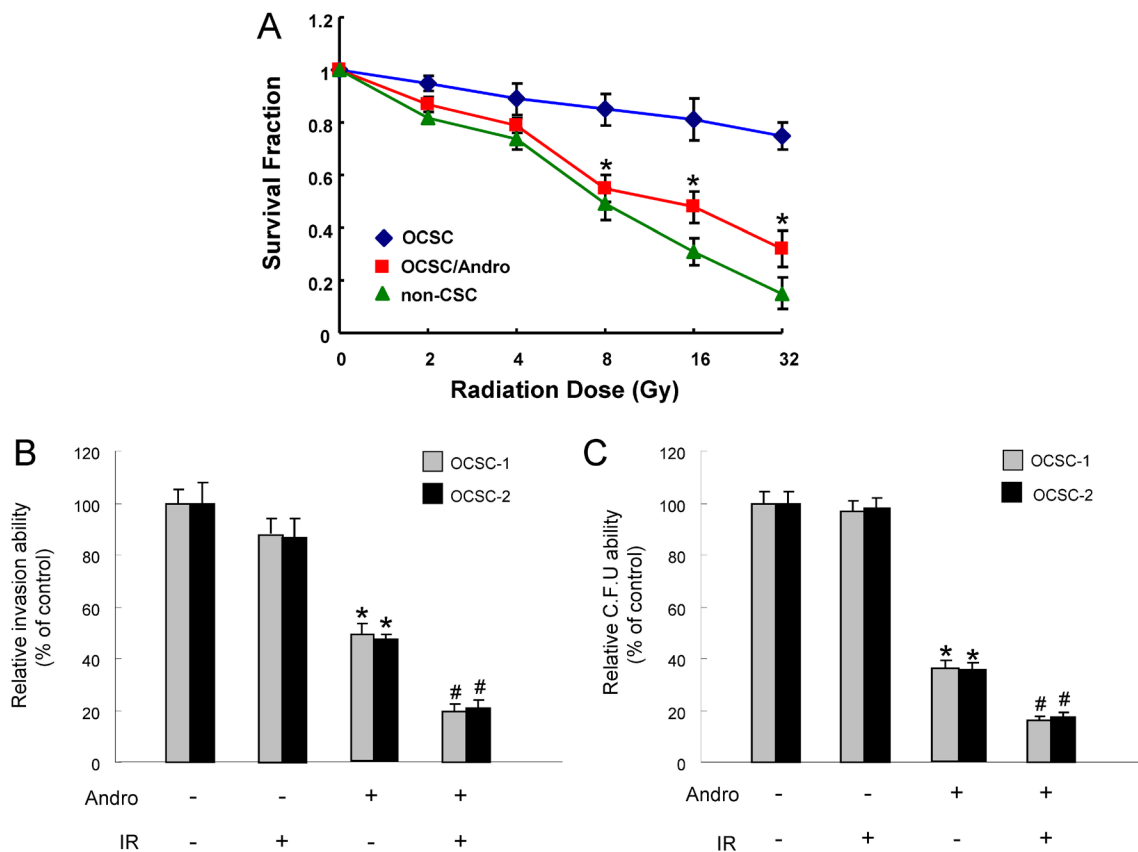 A
1.2
1
0.8
0.6
0.4
0.2
0
Survival Fraction
* * *
OCSC
OCSC/Andro
non-CSC
0 2 4 8 16 32
Radiation Dose (Gy)
B
120
100
80
60
40
20
0
Relative invasion ability
(% of control)
OCSC-1
OCSC-2
* *
# #
Andro - - + +
IR - + - +
C
120
100
80
60
40
20
0
Relative C.F.U ability
(% of control)
OCSC-1
OCSC-2
* *
# #
Andro - - + +
IR - + - +